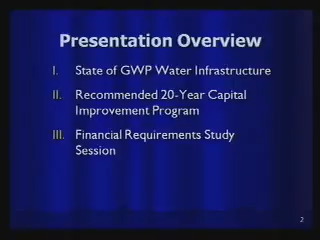 Presentation Overview
I. State of GWP Water Infrastructure
II. Recommended 20-Year Capital
Improvement Program
III. Financial Requirements Study
Session
2